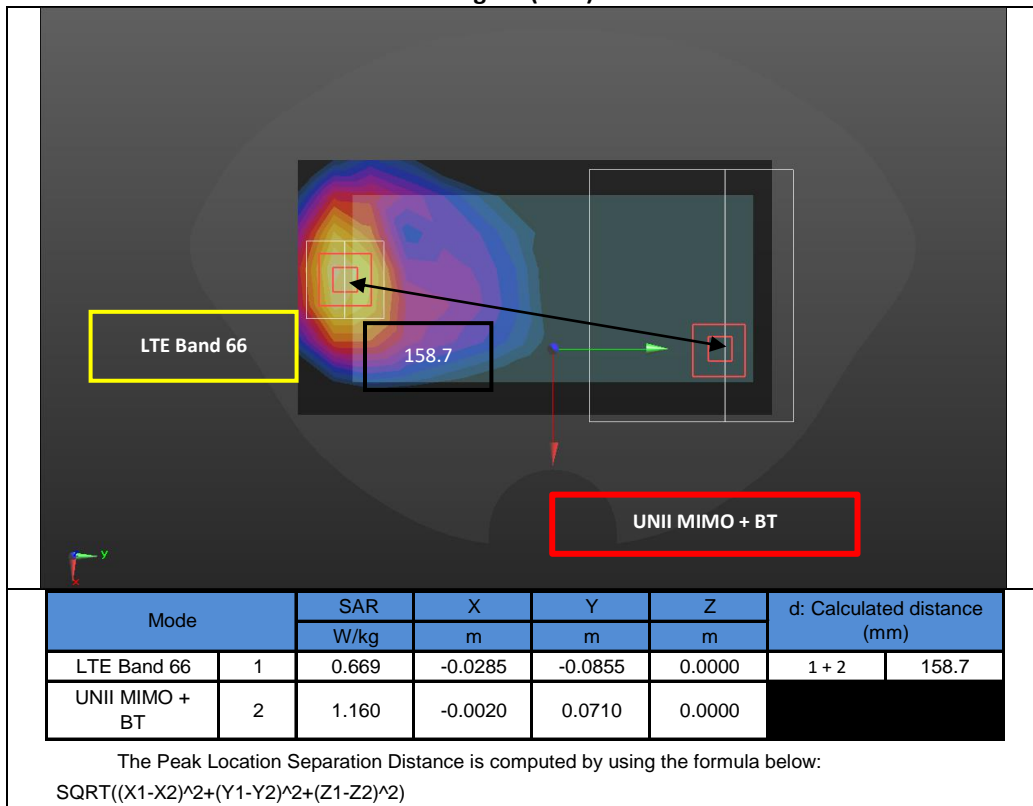 LTE Band 66
158.7
UNII MIMO + BT
y
x
Mode SAR X Y Z d: Calculated distance (mm)
W/kg m m m
LTE Band 66 1 0.669 -0.0285 -0.0855 0.0000 1 + 2 158.7
UNII MIMO + BT 2 1.160 -0.0020 0.0710 0.0000
The Peak Location Separation Distance is computed by using the formula below:
SQRT((X1-X2)^2+(Y1-Y2)^2+(Z1-Z2)^2)